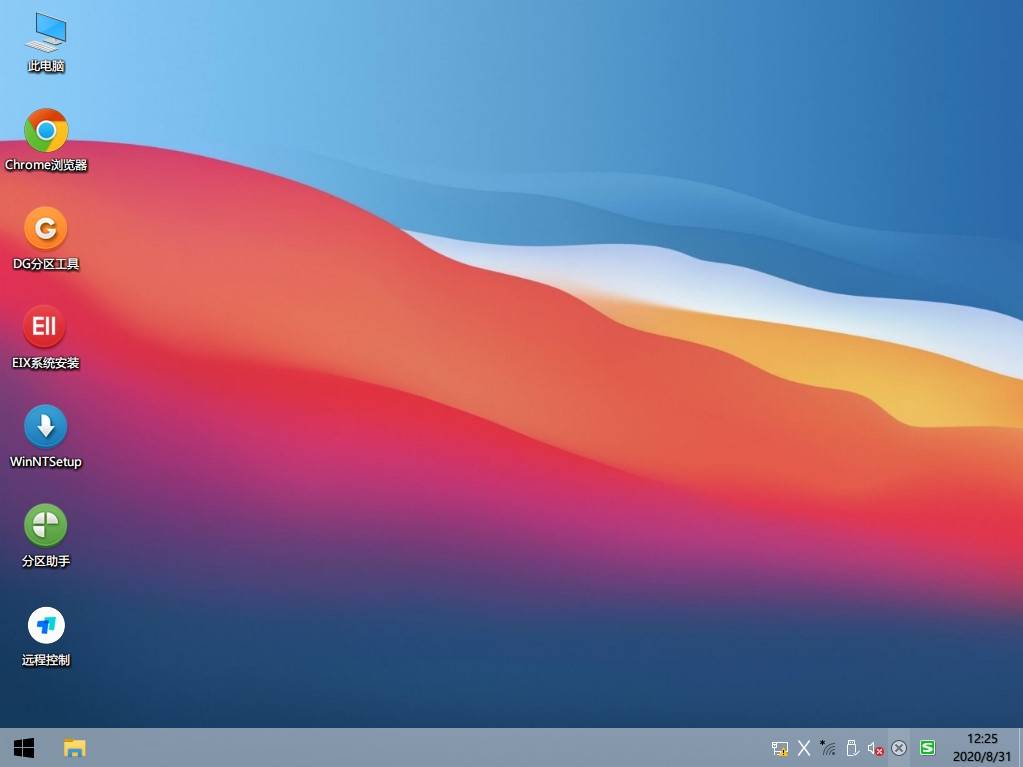 此电脑
Chrome浏览器
G
DG分区工具
EII
EIX系统安装
WinNTSetup
分区助手
远程控制
S
12:25
2020/8/31